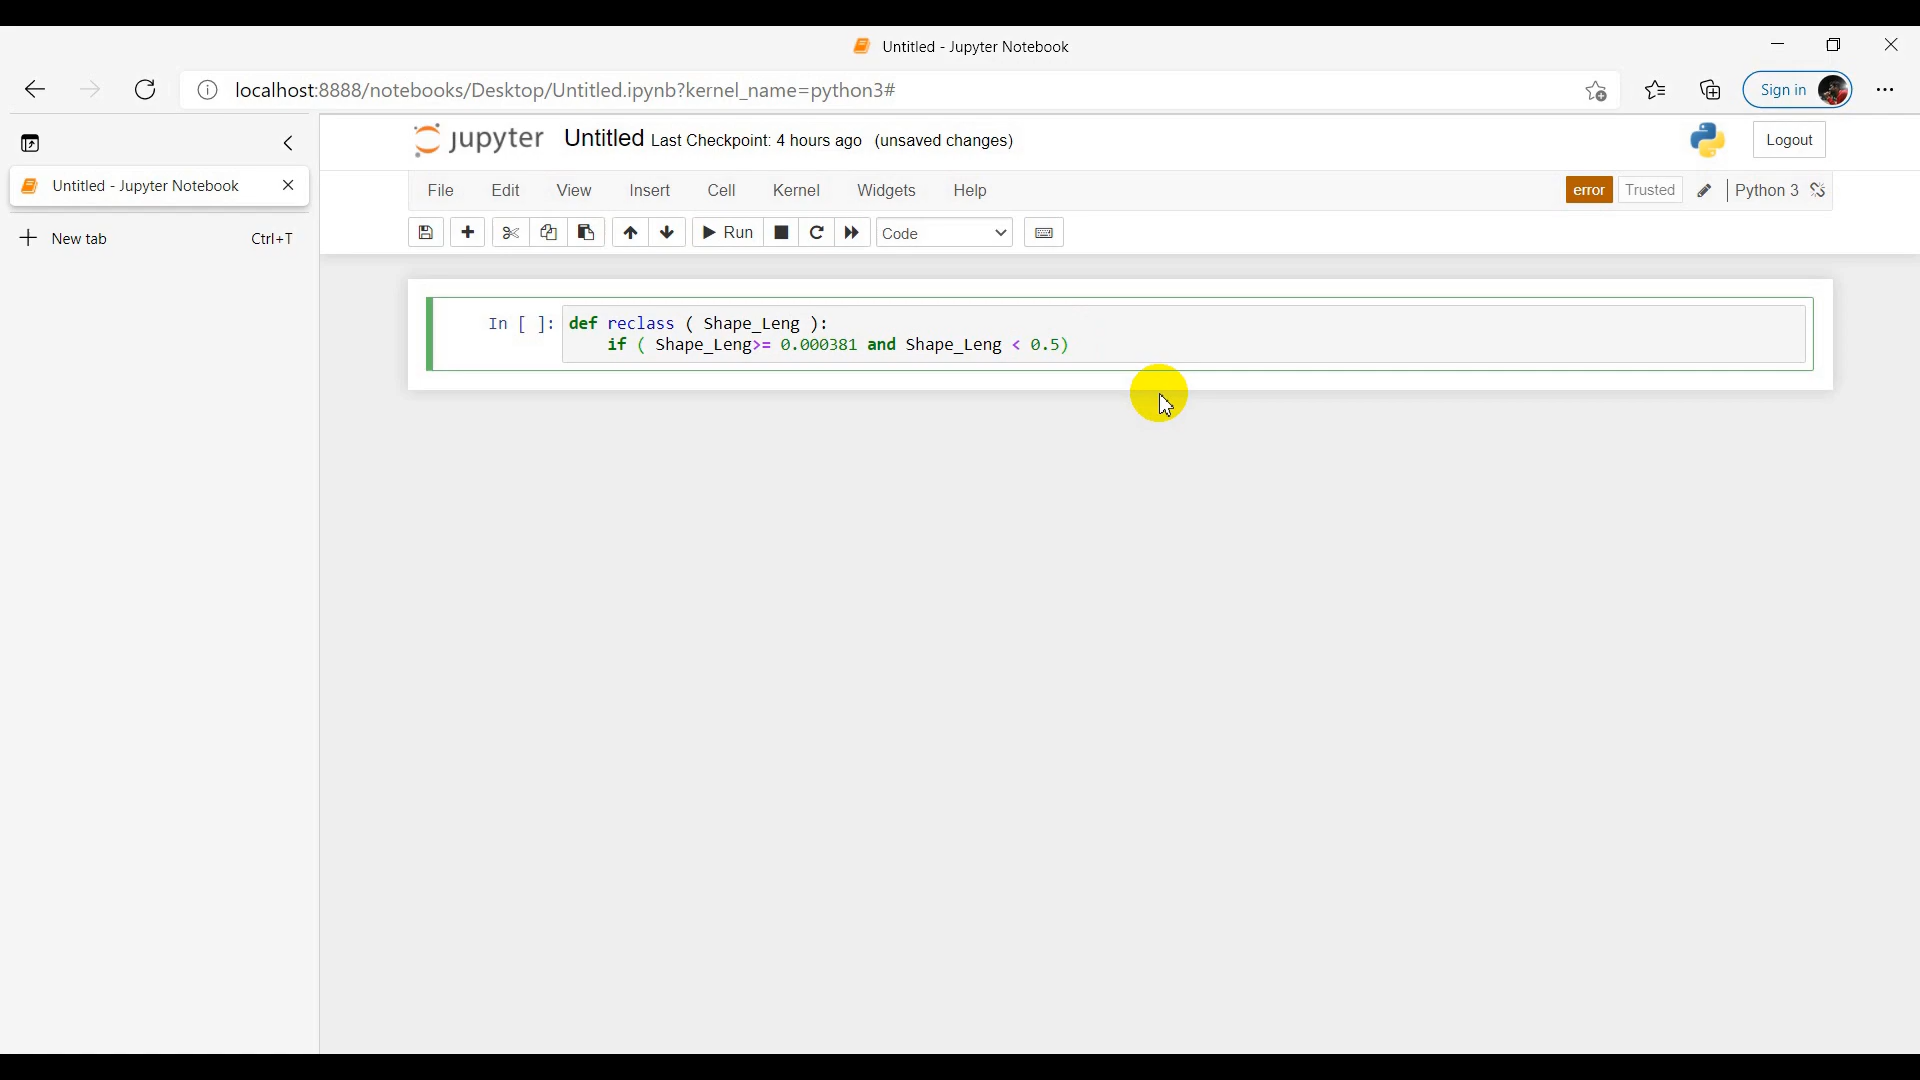 Untitled - Jupyter Notebook
localhost:8888/notebooks/Desktop/Untitled.ipynb?kernel_name=python3#
Sign in
jupyter Untitled Last Checkpoint: 4 hours ago (unsaved changes)
Logout
Untitled - Jupyter Notebook
File Edit View Insert Cell Kernel Widgets Help
error Trusted Python 3
New tab Ctrl+T
Run Code
In [ ]: def reclass ( Shape_Leng ):
if ( Shape_Leng>= 0.000381 and Shape_Leng < 0.5)